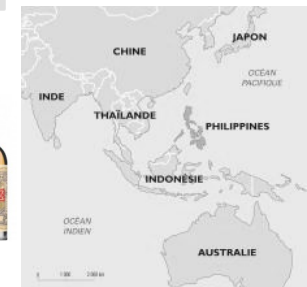 JAPON
CHINE
OCÉAN
PACIFIQUE
INDE
THAÏLANDE
PHILIPPINES
INDONÉSIE
OCÉAN
INDIEN
AUSTRALIE